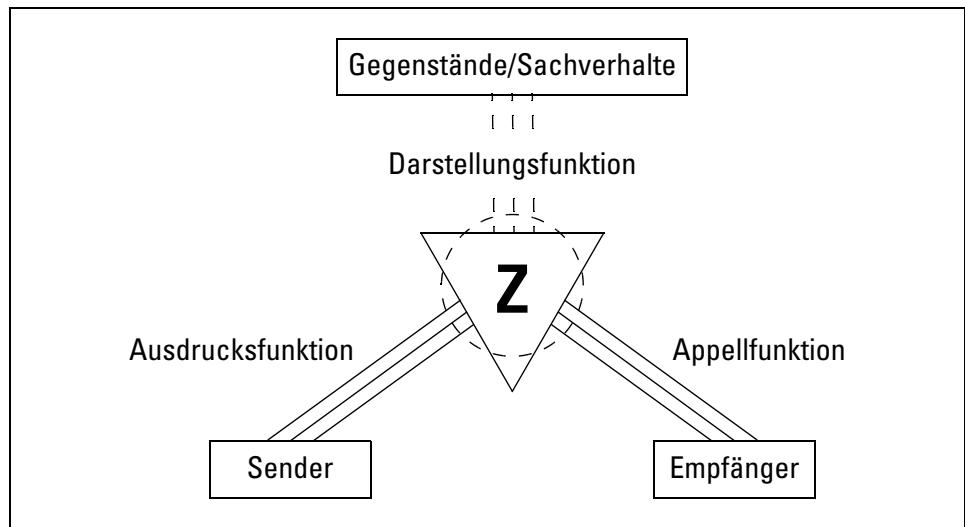 Gegenstände/Sachverhalte
Darstellungsfunktion
Z
Ausdrucksfunktion
Appellfunktion
Sender
Empfänger